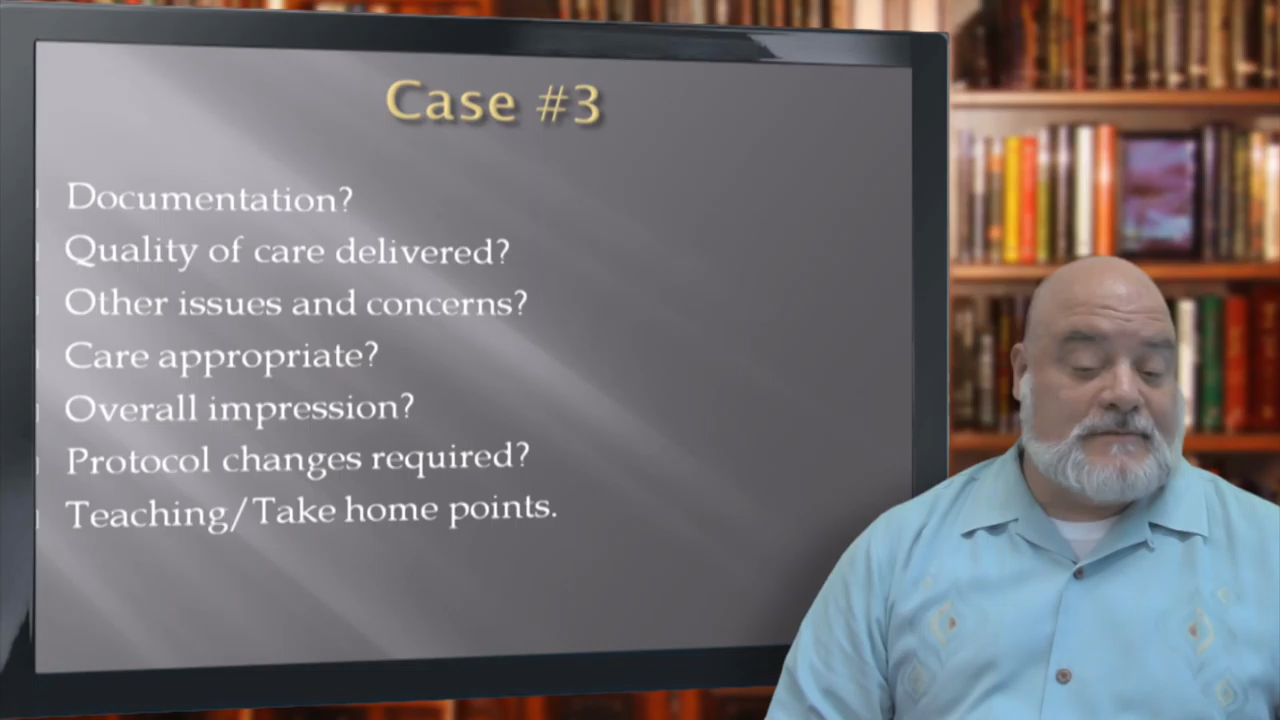 Case #3
Documentation?
Quality of care delivered?
Other issues and concerns?
Care appropriate?
Overall impression?
Protocol changes required?
Teaching/Take home points.